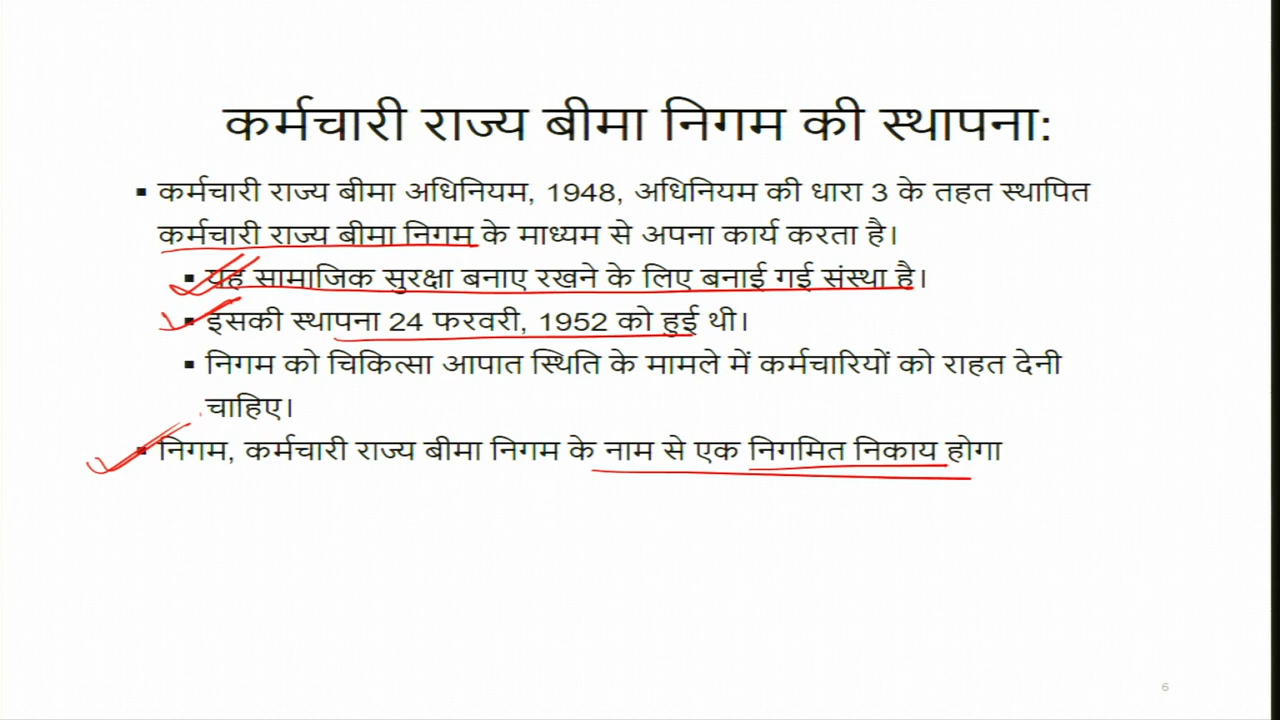 कर्मचारी राज्य बीमा निगम की स्थापना:
▪ कर्मचारी राज्य बीमा अधिनियम, 1948, अधिनियम की धारा 3 के तहत स्थापित
कर्मचारी राज्य बीमा निगम के माध्यम से अपना कार्य करता है।
▪ यह सामाजिक सुरक्षा बनाए रखने के लिए बनाई गई संस्था है।
▪ इसकी स्थापना 24 फरवरी, 1952 को हुई थी।
▪ निगम को चिकित्सा आपात स्थिति के मामले में कर्मचारियों को राहत देनी
चाहिए।
▪ निगम, कर्मचारी राज्य बीमा निगम के नाम से एक निगमित निकाय होगा
6